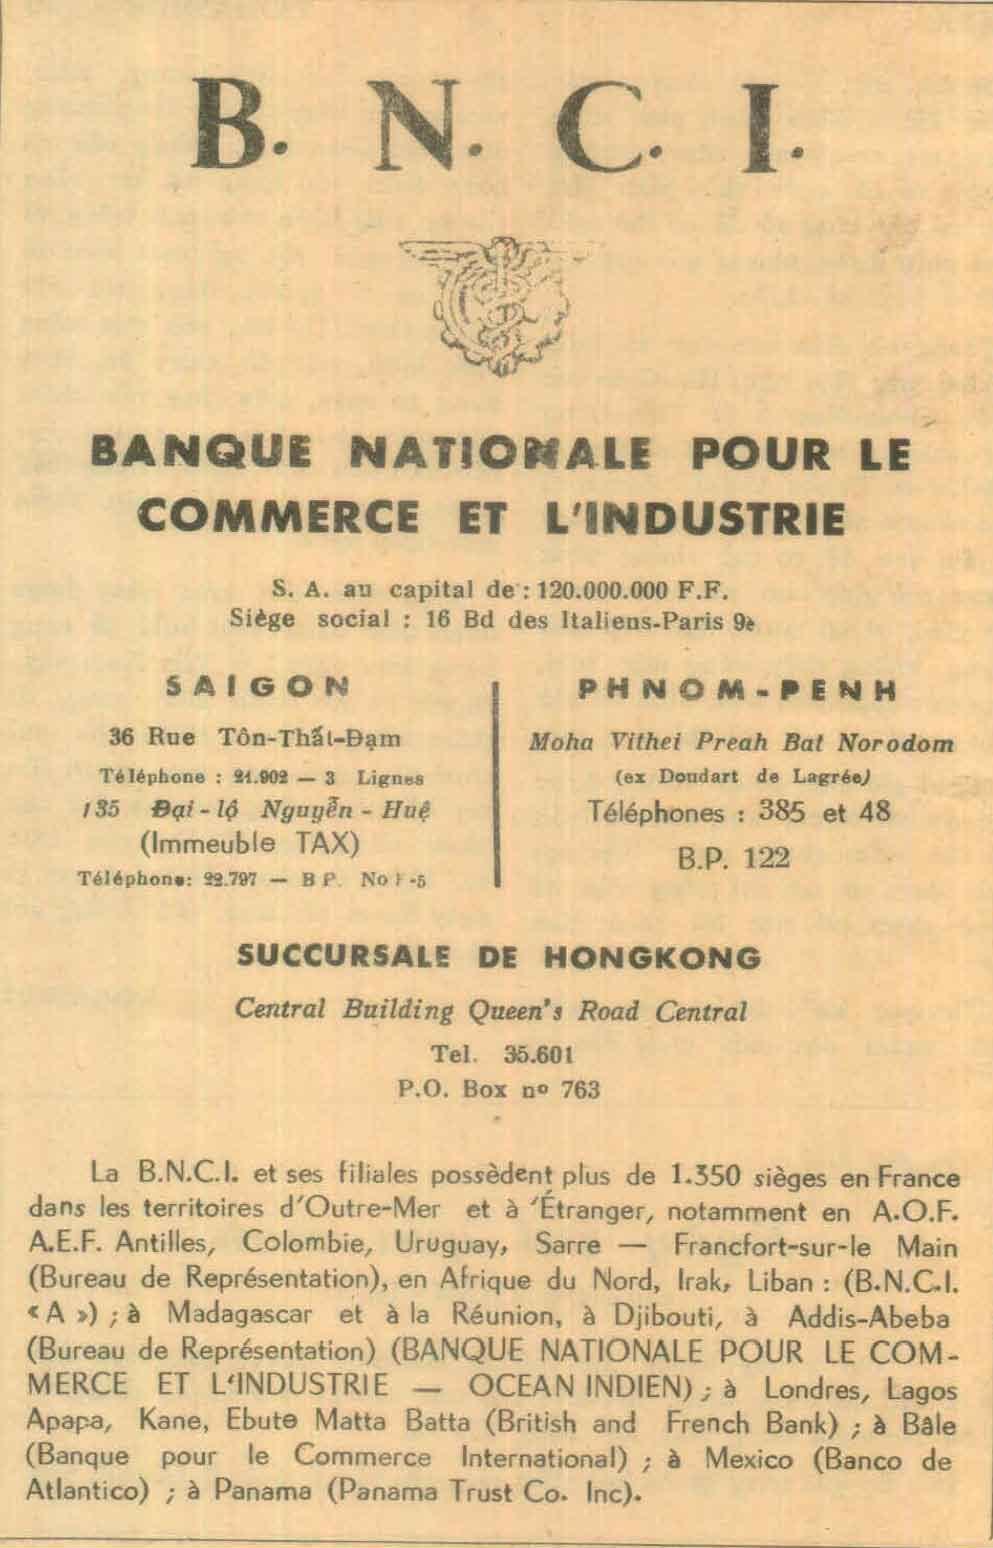 B. N. C. I.
BANQUE NATIONALE POUR LE
COMMERCE ET L'INDUSTRIE
S. A. au capital de : 120.000.000 F.F.
Siège social : 16 Bd des Italiens-Paris 9è
SAIGON
36 Rue Tôn-Thất-Đạm
Téléphone : 21.902 — 3 Lignes
135 Đại-lộ Nguyễn-Huệ
(Immeuble TAX)
Téléphone: 22.797 — B P. No
PHNOM-PENH
Moha Vithei Preah Bat Norodom
(ex Doudart de Lagrée)
Téléphones : 385 et 48
B.P. 122
SUCCURSALE DE HONGKONG
Central Building Queen's Road Central
Tel. 35.601
P.O. Box nº 763
La B.N.C.I. et ses filiales possèdent plus de 1.350 sièges en France
dans les territoires d'Outre-Mer et à 'Étranger, notamment en A.O.F.
A.E.F. Antilles, Colombie, Uruguay, Sarre — Francfort-sur-le Main
(Bureau de Représentation), en Afrique du Nord, Irak, Liban : (B.N.C.I.
« A ») ; à Madagascar et à la Réunion, à Djibouti, à Addis-Abeba
(Bureau de Représentation) (BANQUE NATIONALE POUR LE COM-
MERCE ET L'INDUSTRIE — OCEAN INDIEN) ; à Londres, Lagos
Apapa, Kane, Ebute Matta Batta (British and French Bank) ; à Bâle
(Banque pour le Commerce International) ; à Mexico (Banco de
Atlantico) ; à Panama (Panama Trust Co. Inc).